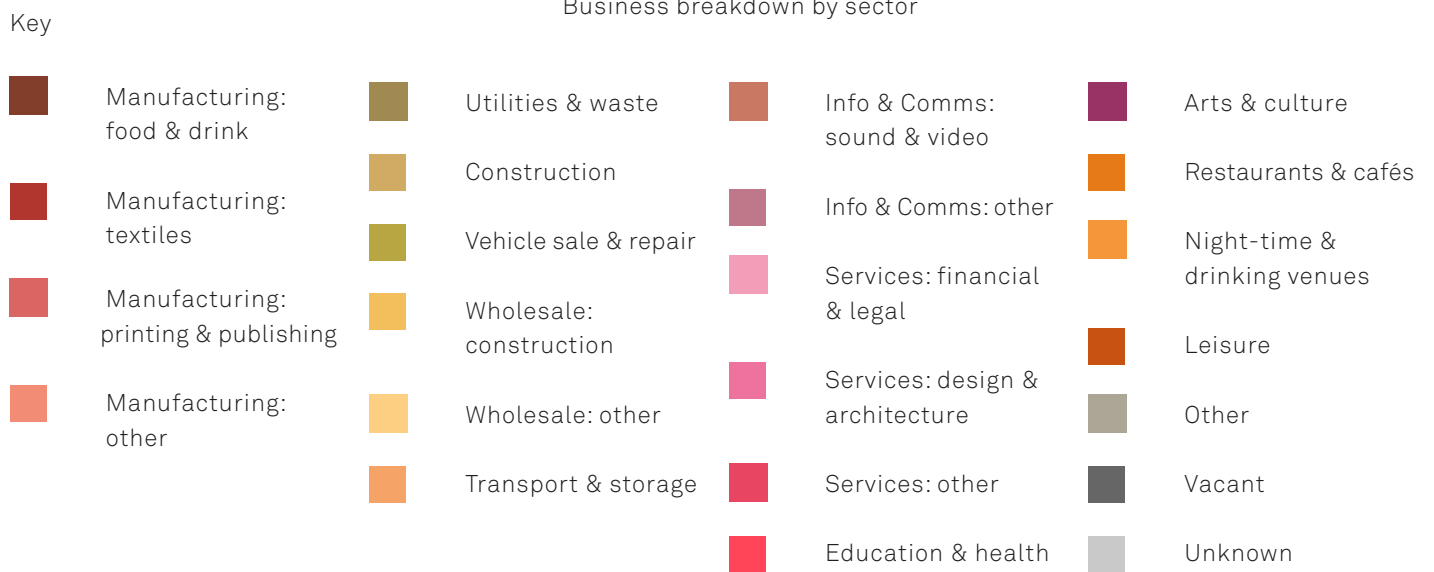 Business breakdown by sector
Key
Manufacturing:
food & drink
Manufacturing:
textiles
Manufacturing:
printing & publishing
Manufacturing:
other
Utilities & waste
Construction
Vehicle sale & repair
Wholesale:
construction
Wholesale: other
Transport & storage
Info & Comms:
sound & video
Info & Comms: other
Services: financial
& legal
Services: design &
architecture
Services: other
Education & health
Arts & culture
Restaurants & cafés
Night-time &
drinking venues
Leisure
Other
Vacant
Unknown